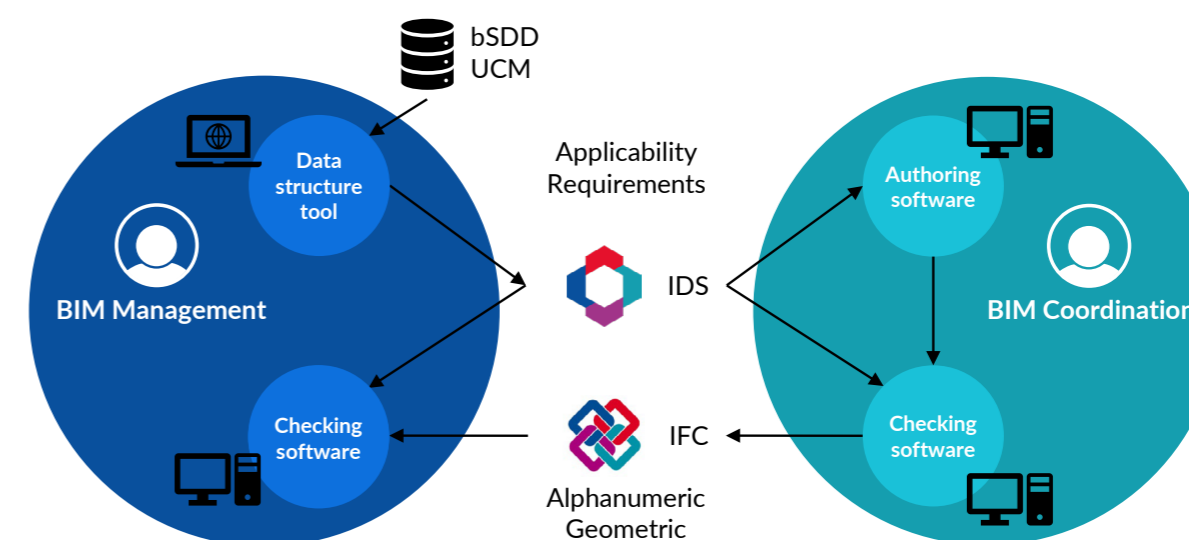 bSDD
UCM
Data
structure
tool
BIM Management
Checking
software
Applicability
Requirements
IDS
IFC
Alphanumeric
Geometric
Authoring
software
BIM Coordination
Checking
software